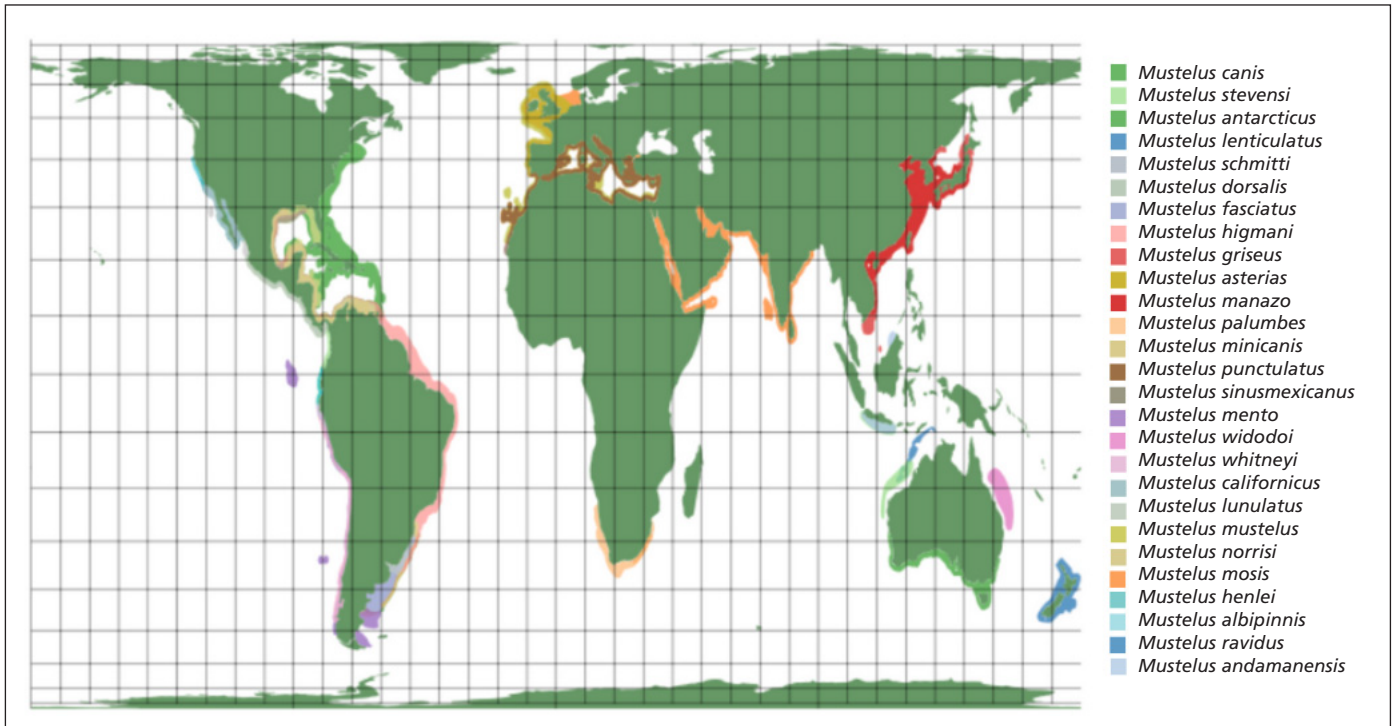 Mustelus canis
Mustelus stevensi
Mustelus antarcticus
Mustelus lenticulatus
Mustelus schmitti
Mustelus dorsalis
Mustelus fasciatus
Mustelus higmani
Mustelus griseus
Mustelus asterias
Mustelus manazo
Mustelus palumbes
Mustelus minicanis
Mustelus punctulatus
Mustelus sinusmexicanus
Mustelus mento
Mustelus widodoi
Mustelus whitneyi
Mustelus californicus
Mustelus lunulatus
Mustelus mustelus
Mustelus norrisi
Mustelus mosis
Mustelus henlei
Mustelus albipinnis
Mustelus ravidus
Mustelus andamanensis